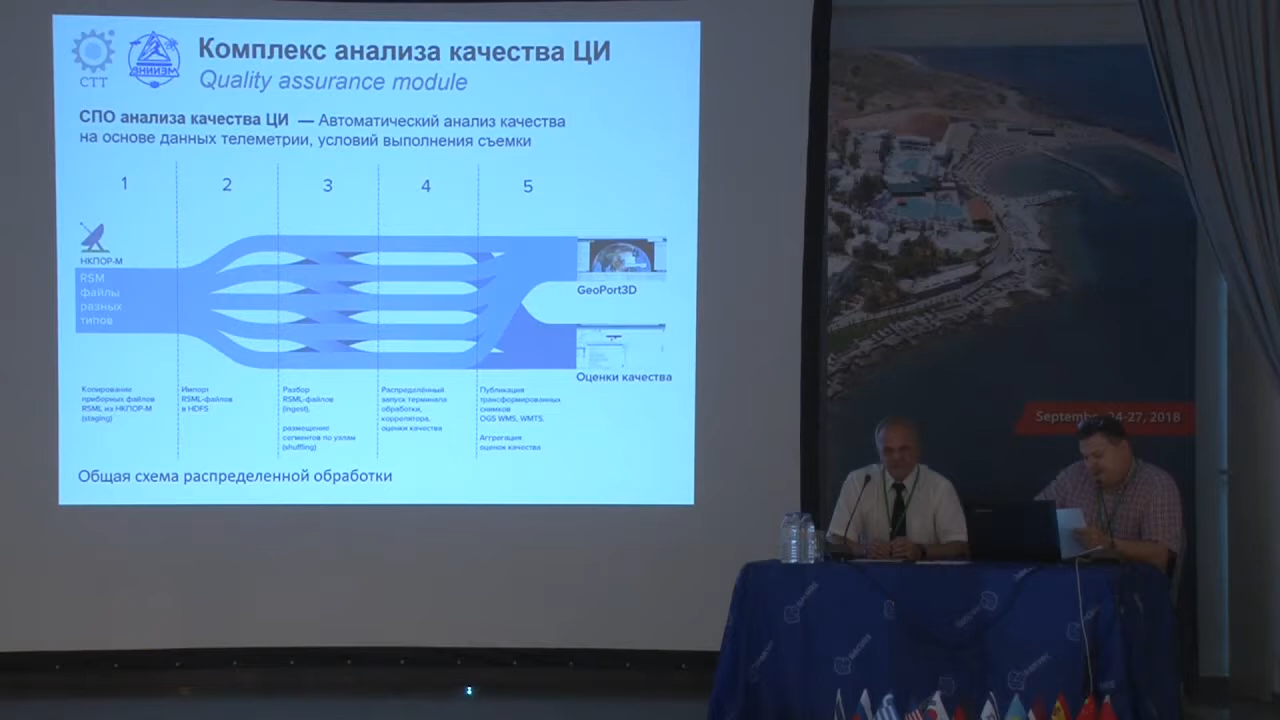 СТТ
ВНИИЭМ
Комплекс анализа качества ЦИ
Quality assurance module
СПО анализа качества ЦИ — Автоматический анализ качества
на основе данных телеметрии, условий выполнения съемки
1 2 3 4 5
НКПОР-М
RSM
файлы
разных
типов
GeoPort3D
Оценки качества
Копирование
приборных файлов
RSML из НКПОР-М
(staging)
Импорт
RSML-файлов
в HDFS
Разбор
RSML-файлов
(ingest),
размещение
сегментов по узлам
(shuffling)
Распределённый
запуск терминала
обработки,
коррелятора,
оценки качества
Публикация
трансформированных
снимков
OGS WMS, WMTS.
Аггрегация
оценок качества
Общая схема распределенной обработки
September 24-27, 2018